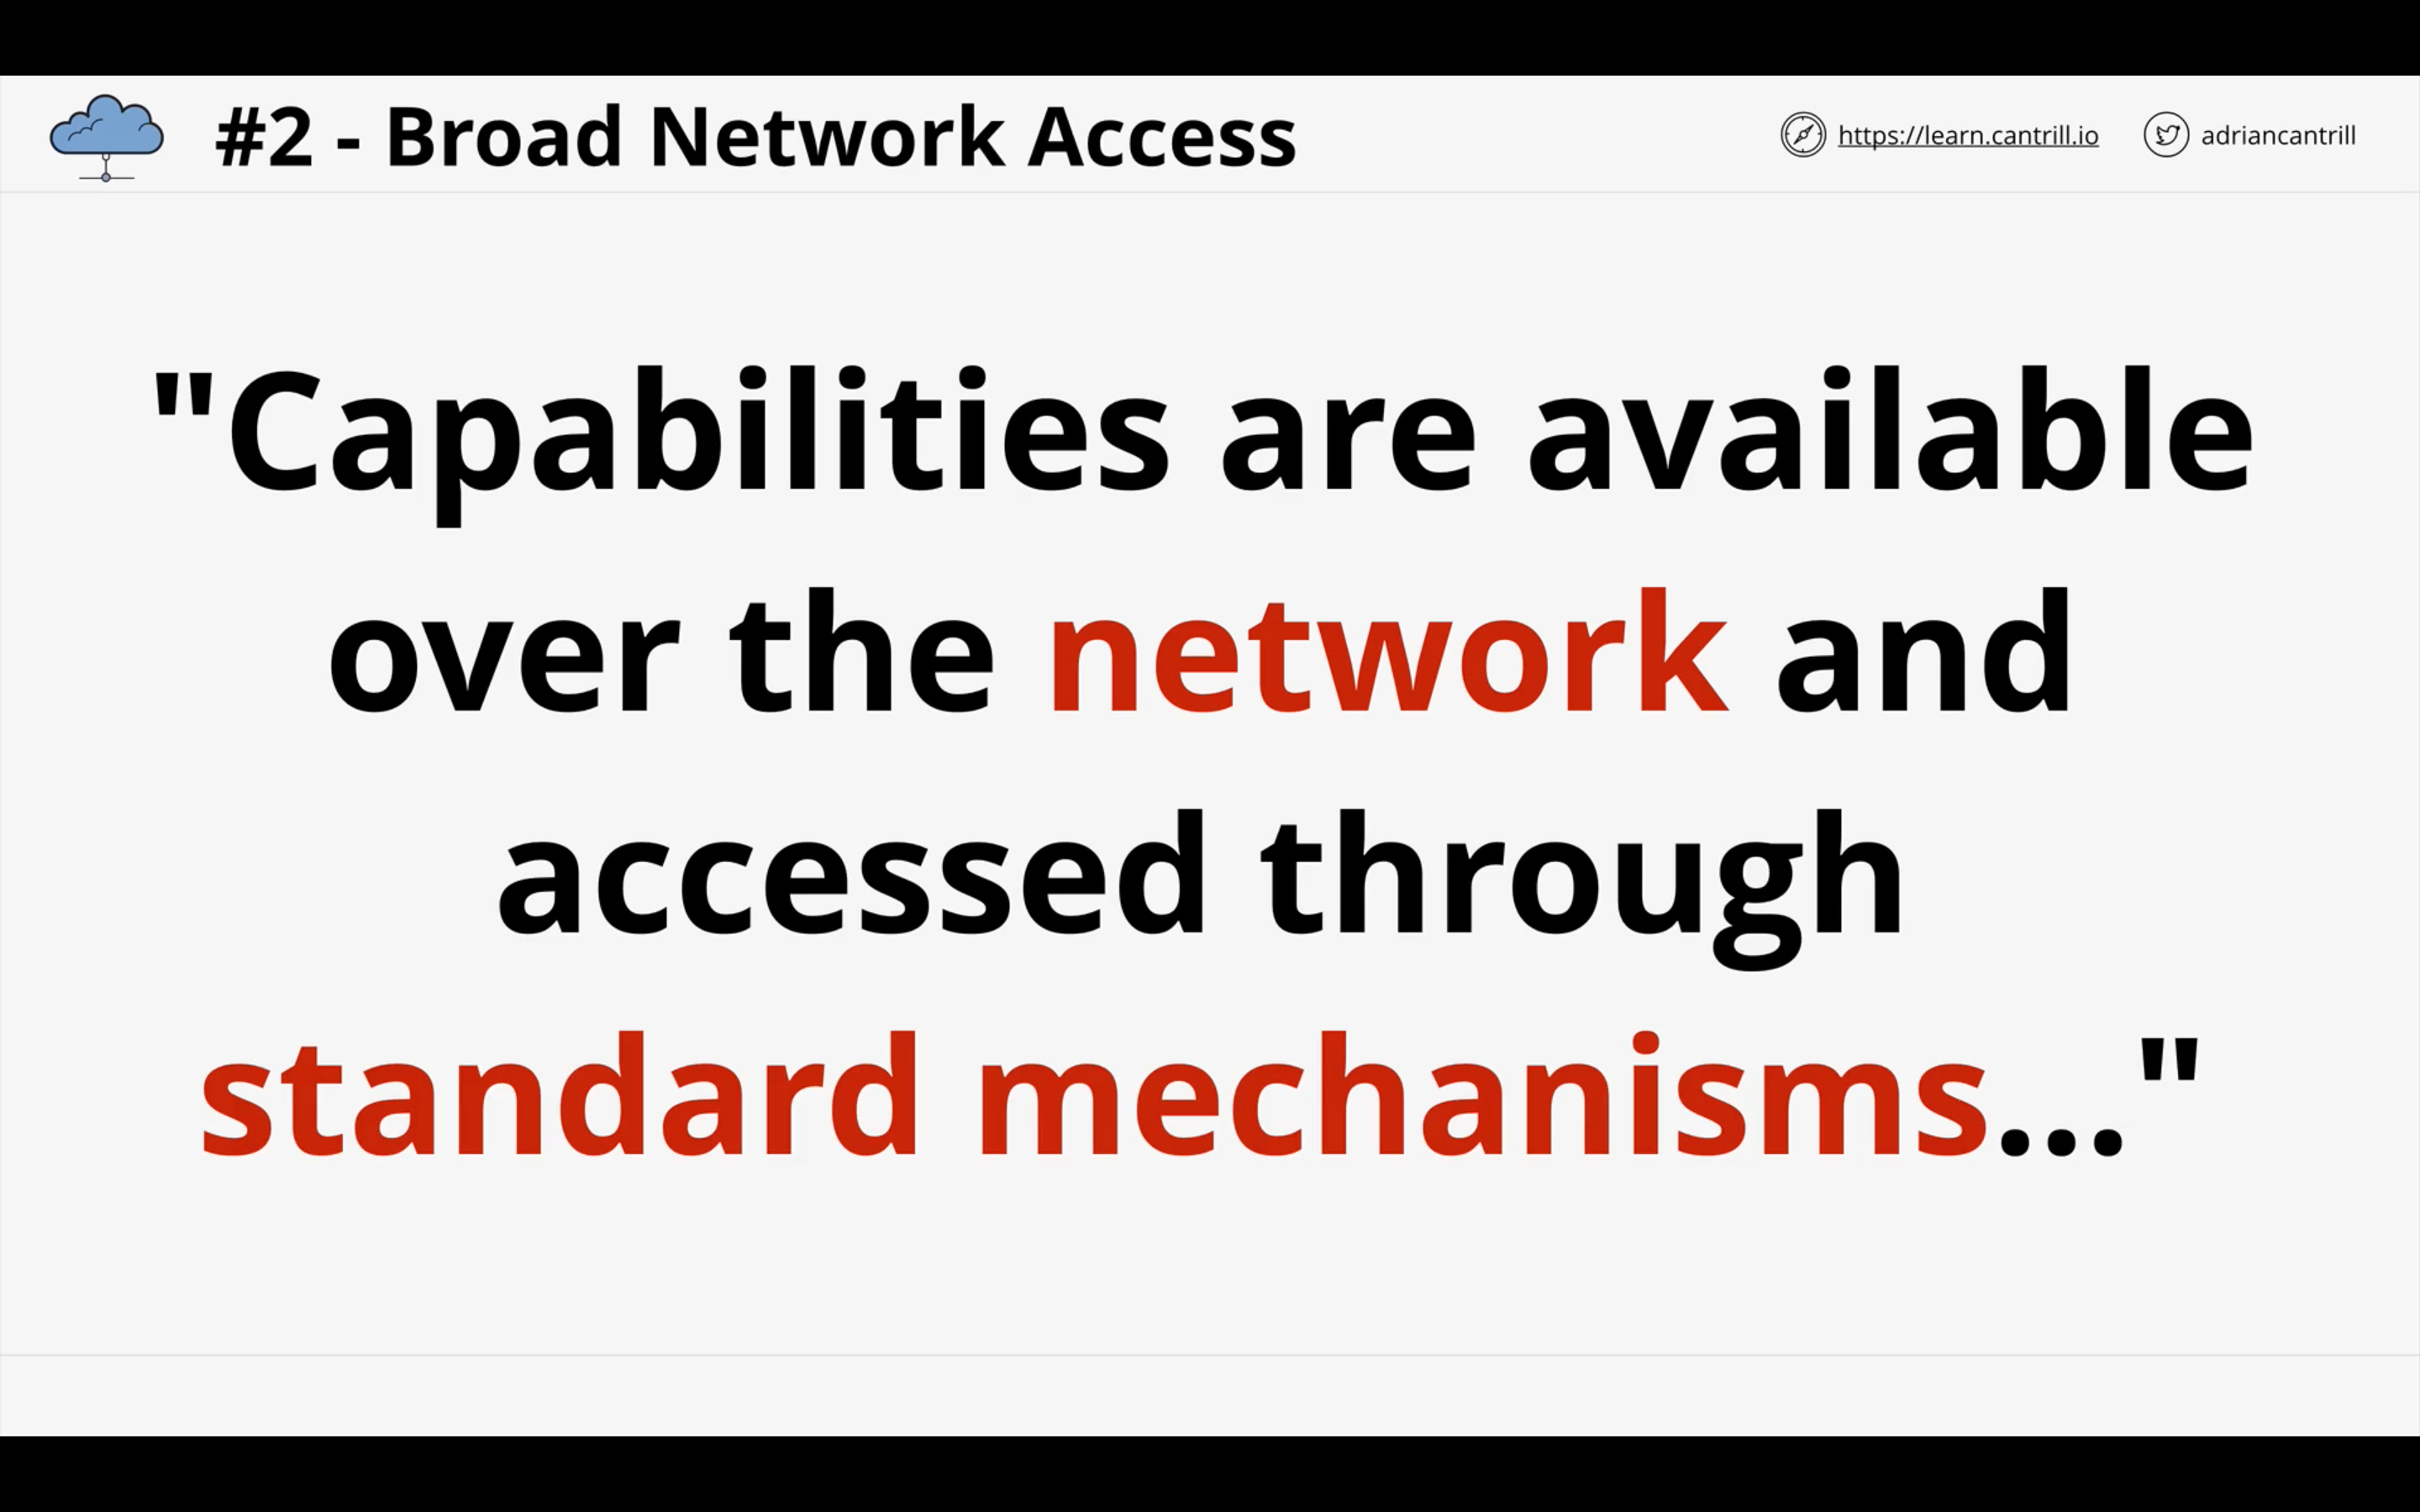 #2 - Broad Network Access
https://learn.cantrill.io
adriancantrill
"Capabilities are available
over the network and
accessed through
standard mechanisms..."